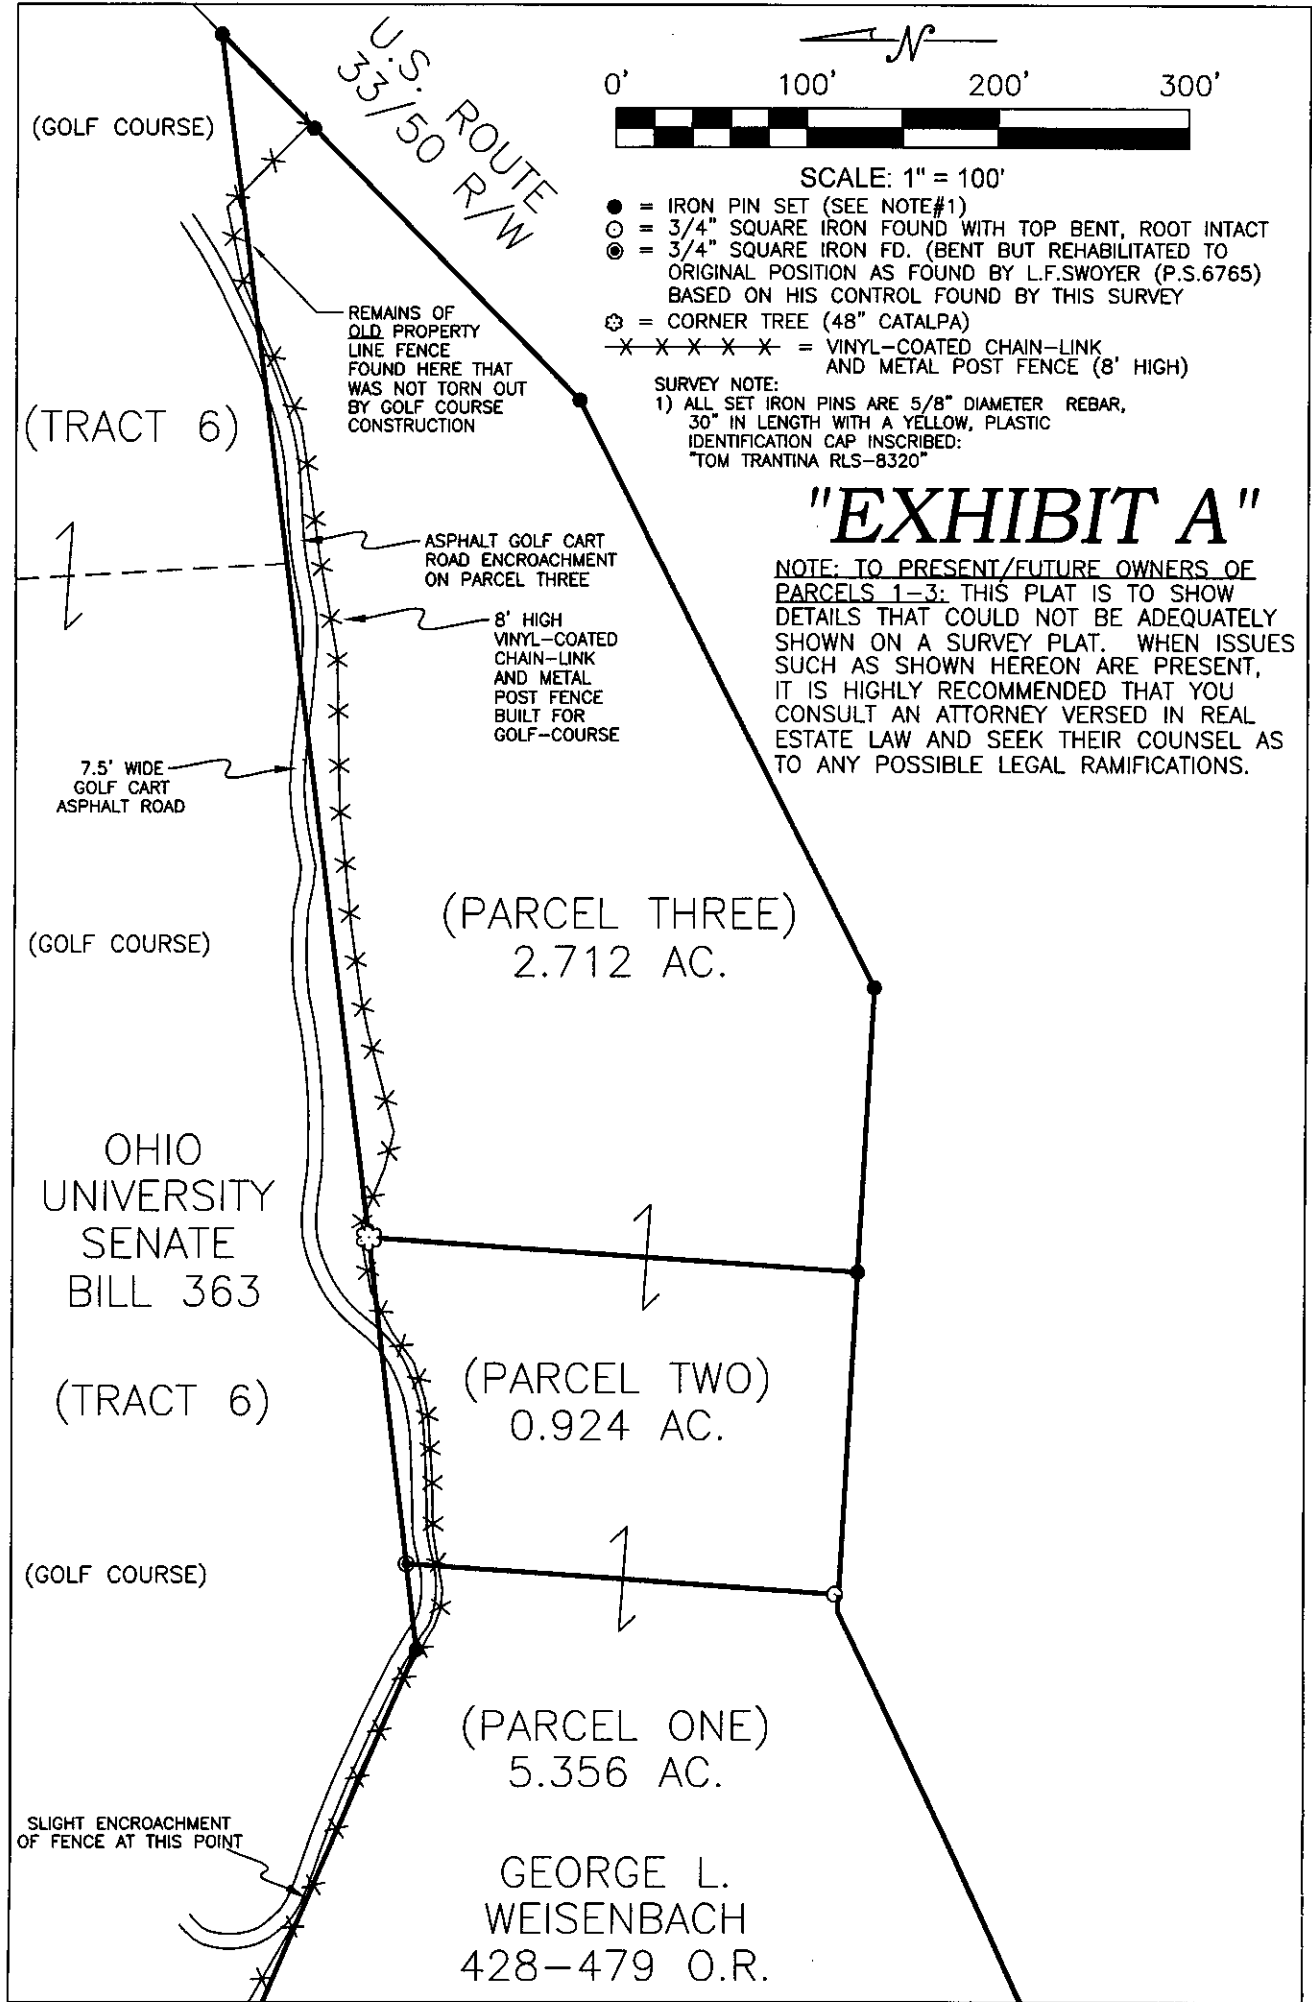 U.S. ROUTE
33/50 R/W
N
0' 100' 200' 300'
SCALE: 1" = 100'
= IRON PIN SET (SEE NOTE#1)
= 3/4" SQUARE IRON FOUND WITH TOP BENT, ROOT INTACT
= 3/4" SQUARE IRON FD. (BENT BUT REHABILITATED TO
ORIGINAL POSITION AS FOUND BY L.F.SWOYER (P.S.6765)
BASED ON HIS CONTROL FOUND BY THIS SURVEY
= CORNER TREE (48" CATALPA)
X X X X X = VINYL-COATED CHAIN-LINK
AND METAL POST FENCE (8' HIGH)
SURVEY NOTE:
1) ALL SET IRON PINS ARE 5/8" DIAMETER REBAR,
30" IN LENGTH WITH A YELLOW, PLASTIC
IDENTIFICATION CAP INSCRIBED:
"TOM TRANTINA RLS-8320"
"EXHIBIT A"
NOTE: TO PRESENT/FUTURE OWNERS OF
PARCELS 1-3: THIS PLAT IS TO SHOW
DETAILS THAT COULD NOT BE ADEQUATELY
SHOWN ON A SURVEY PLAT. WHEN ISSUES
SUCH AS SHOWN HEREON ARE PRESENT,
IT IS HIGHLY RECOMMENDED THAT YOU
CONSULT AN ATTORNEY VERSED IN REAL
ESTATE LAW AND SEEK THEIR COUNSEL AS
TO ANY POSSIBLE LEGAL RAMIFICATIONS.
(GOLF COURSE)
REMAINS OF
OLD PROPERTY
LINE FENCE
FOUND HERE THAT
WAS NOT TORN OUT
BY GOLF COURSE
CONSTRUCTION
(TRACT 6)
ASPHALT GOLF CART
ROAD ENCROACHMENT
ON PARCEL THREE
8' HIGH
VINYL-COATED
CHAIN-LINK
AND METAL
POST FENCE
BUILT FOR
GOLF-COURSE
7.5' WIDE
GOLF CART
ASPHALT ROAD
(PARCEL THREE)
2.712 AC.
(GOLF COURSE)
OHIO
UNIVERSITY
SENATE
BILL 363
(TRACT 6)
(PARCEL TWO)
0.924 AC.
(GOLF COURSE)
(PARCEL ONE)
5.356 AC.
SLIGHT ENCROACHMENT
OF FENCE AT THIS POINT
GEORGE L.
WEISENBACH
428-479 O.R.